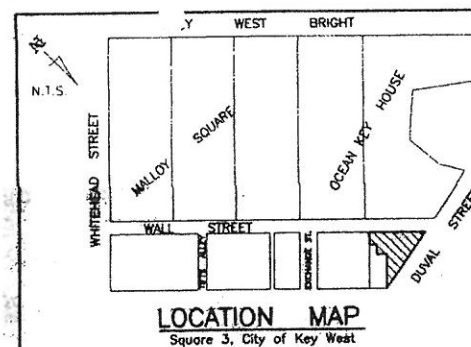 Y WEST BRIGHT
N.T.S.
WHITEHEAD STREET
MALLOY SQUARE
OCEAN KEY HOUSE
WALL STREET
EXCHANGE ST.
DUVAL STREET
LOCATION MAP
Square 3, City of Key West